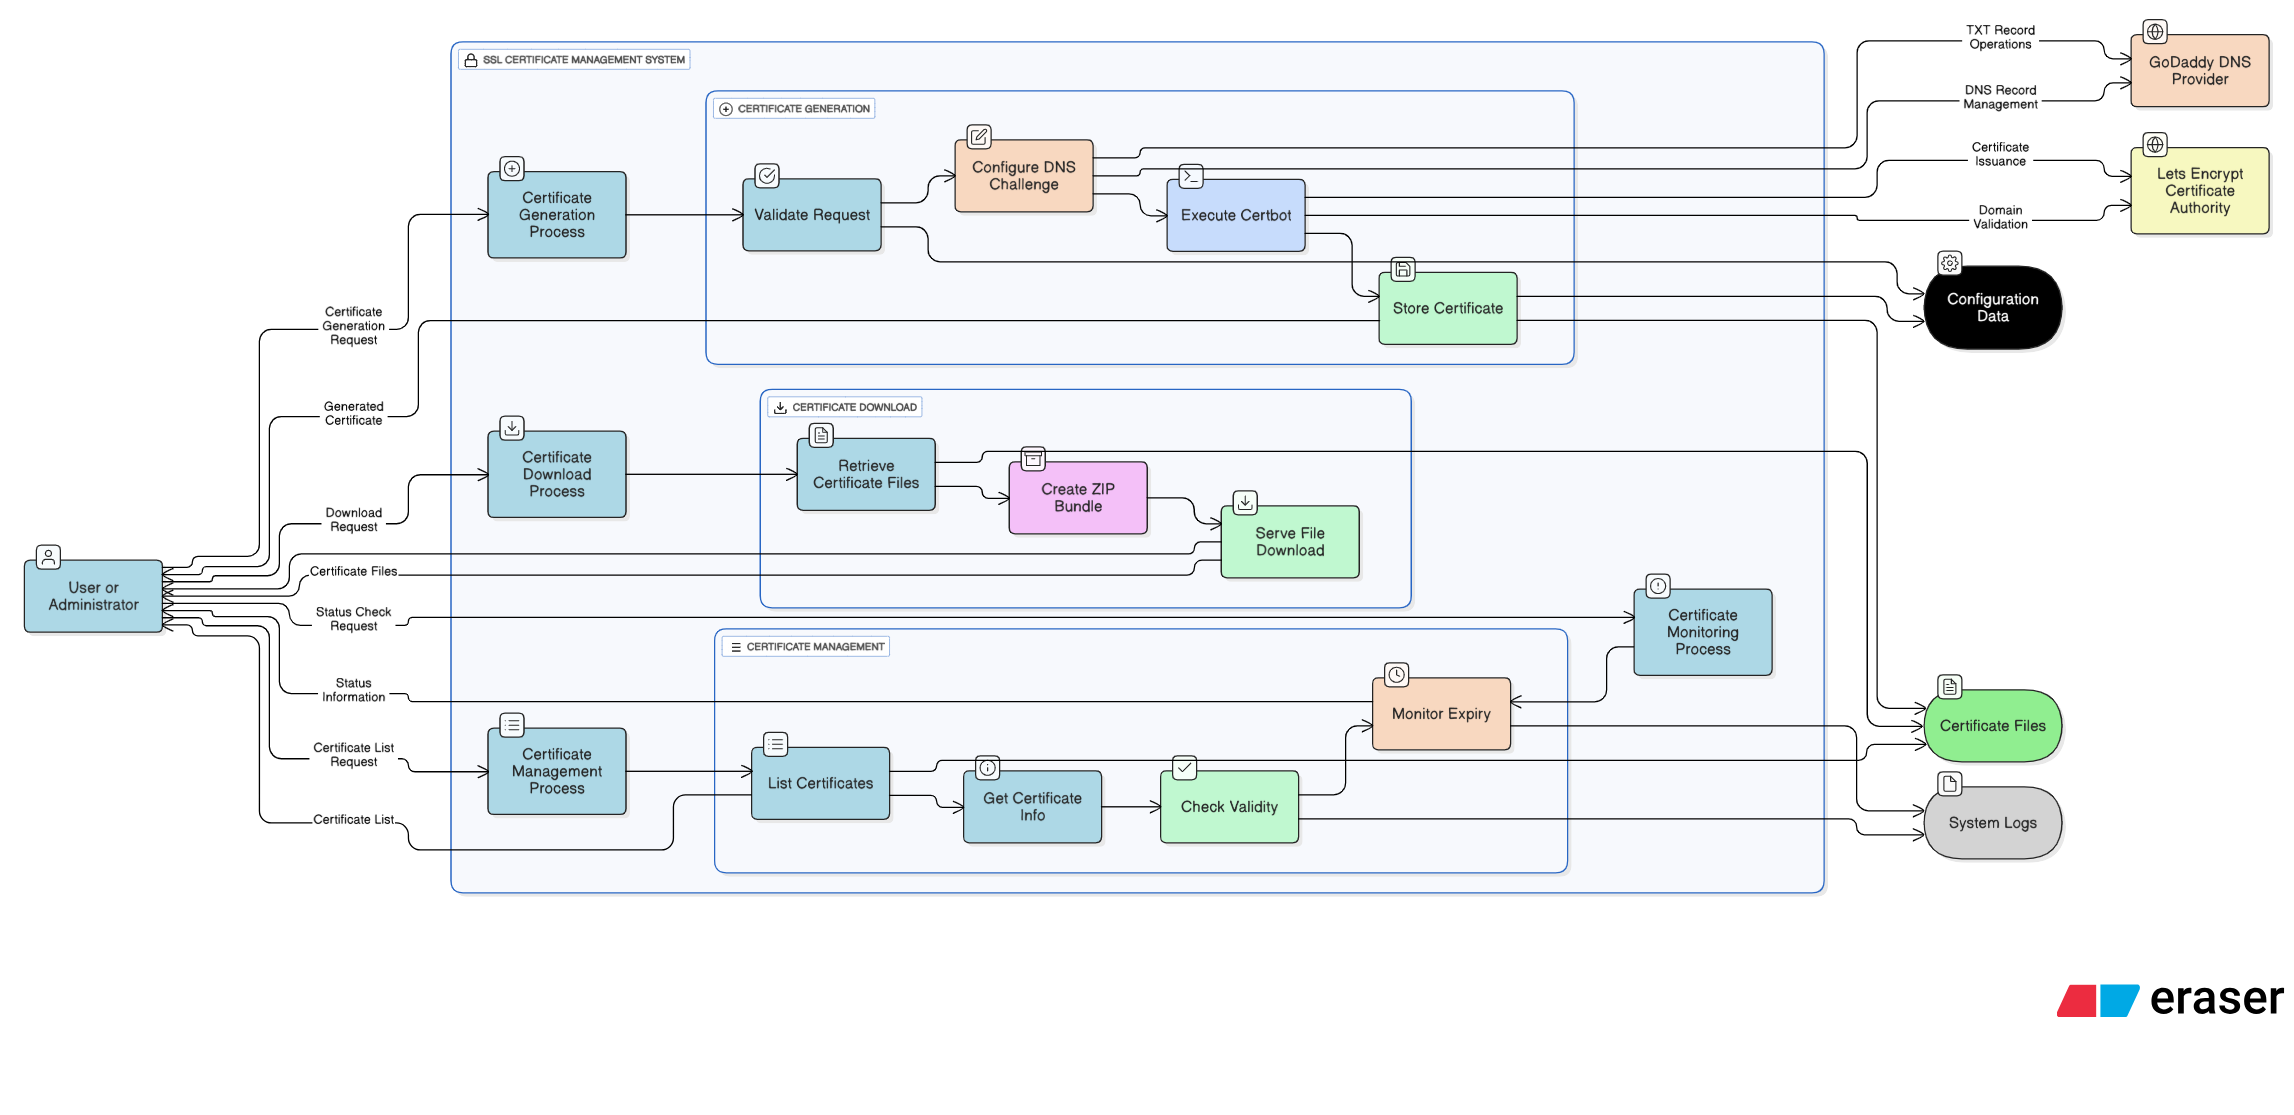 TXT Record
Operations
GoDaddy DNS
Provider
DNS Record
Management
SSL CERTIFICATE MANAGEMENT SYSTEM
CERTIFICATE GENERATION
Certificate
Generation
Process
Validate Request
Configure DNS
Challenge
Execute Certbot
Certificate
Issuance
Domain
Validation
Lets Encrypt
Certificate
Authority
Store Certificate
Configuration
Data
Certificate
Generation
Request
Generated
Certificate
CERTIFICATE DOWNLOAD
Certificate
Download
Process
Retrieve
Certificate Files
Create ZIP
Bundle
Serve File
Download
Download
Request
User or
Administrator
Certificate Files
Status Check
Request
Certificate
Monitoring
Process
CERTIFICATE MANAGEMENT
Status
Information
Monitor Expiry
Certificate Files
Certificate List
Request
Certificate
Management
Process
List Certificates
Get Certificate
Info
Check Validity
System Logs
Certificate List
eraser